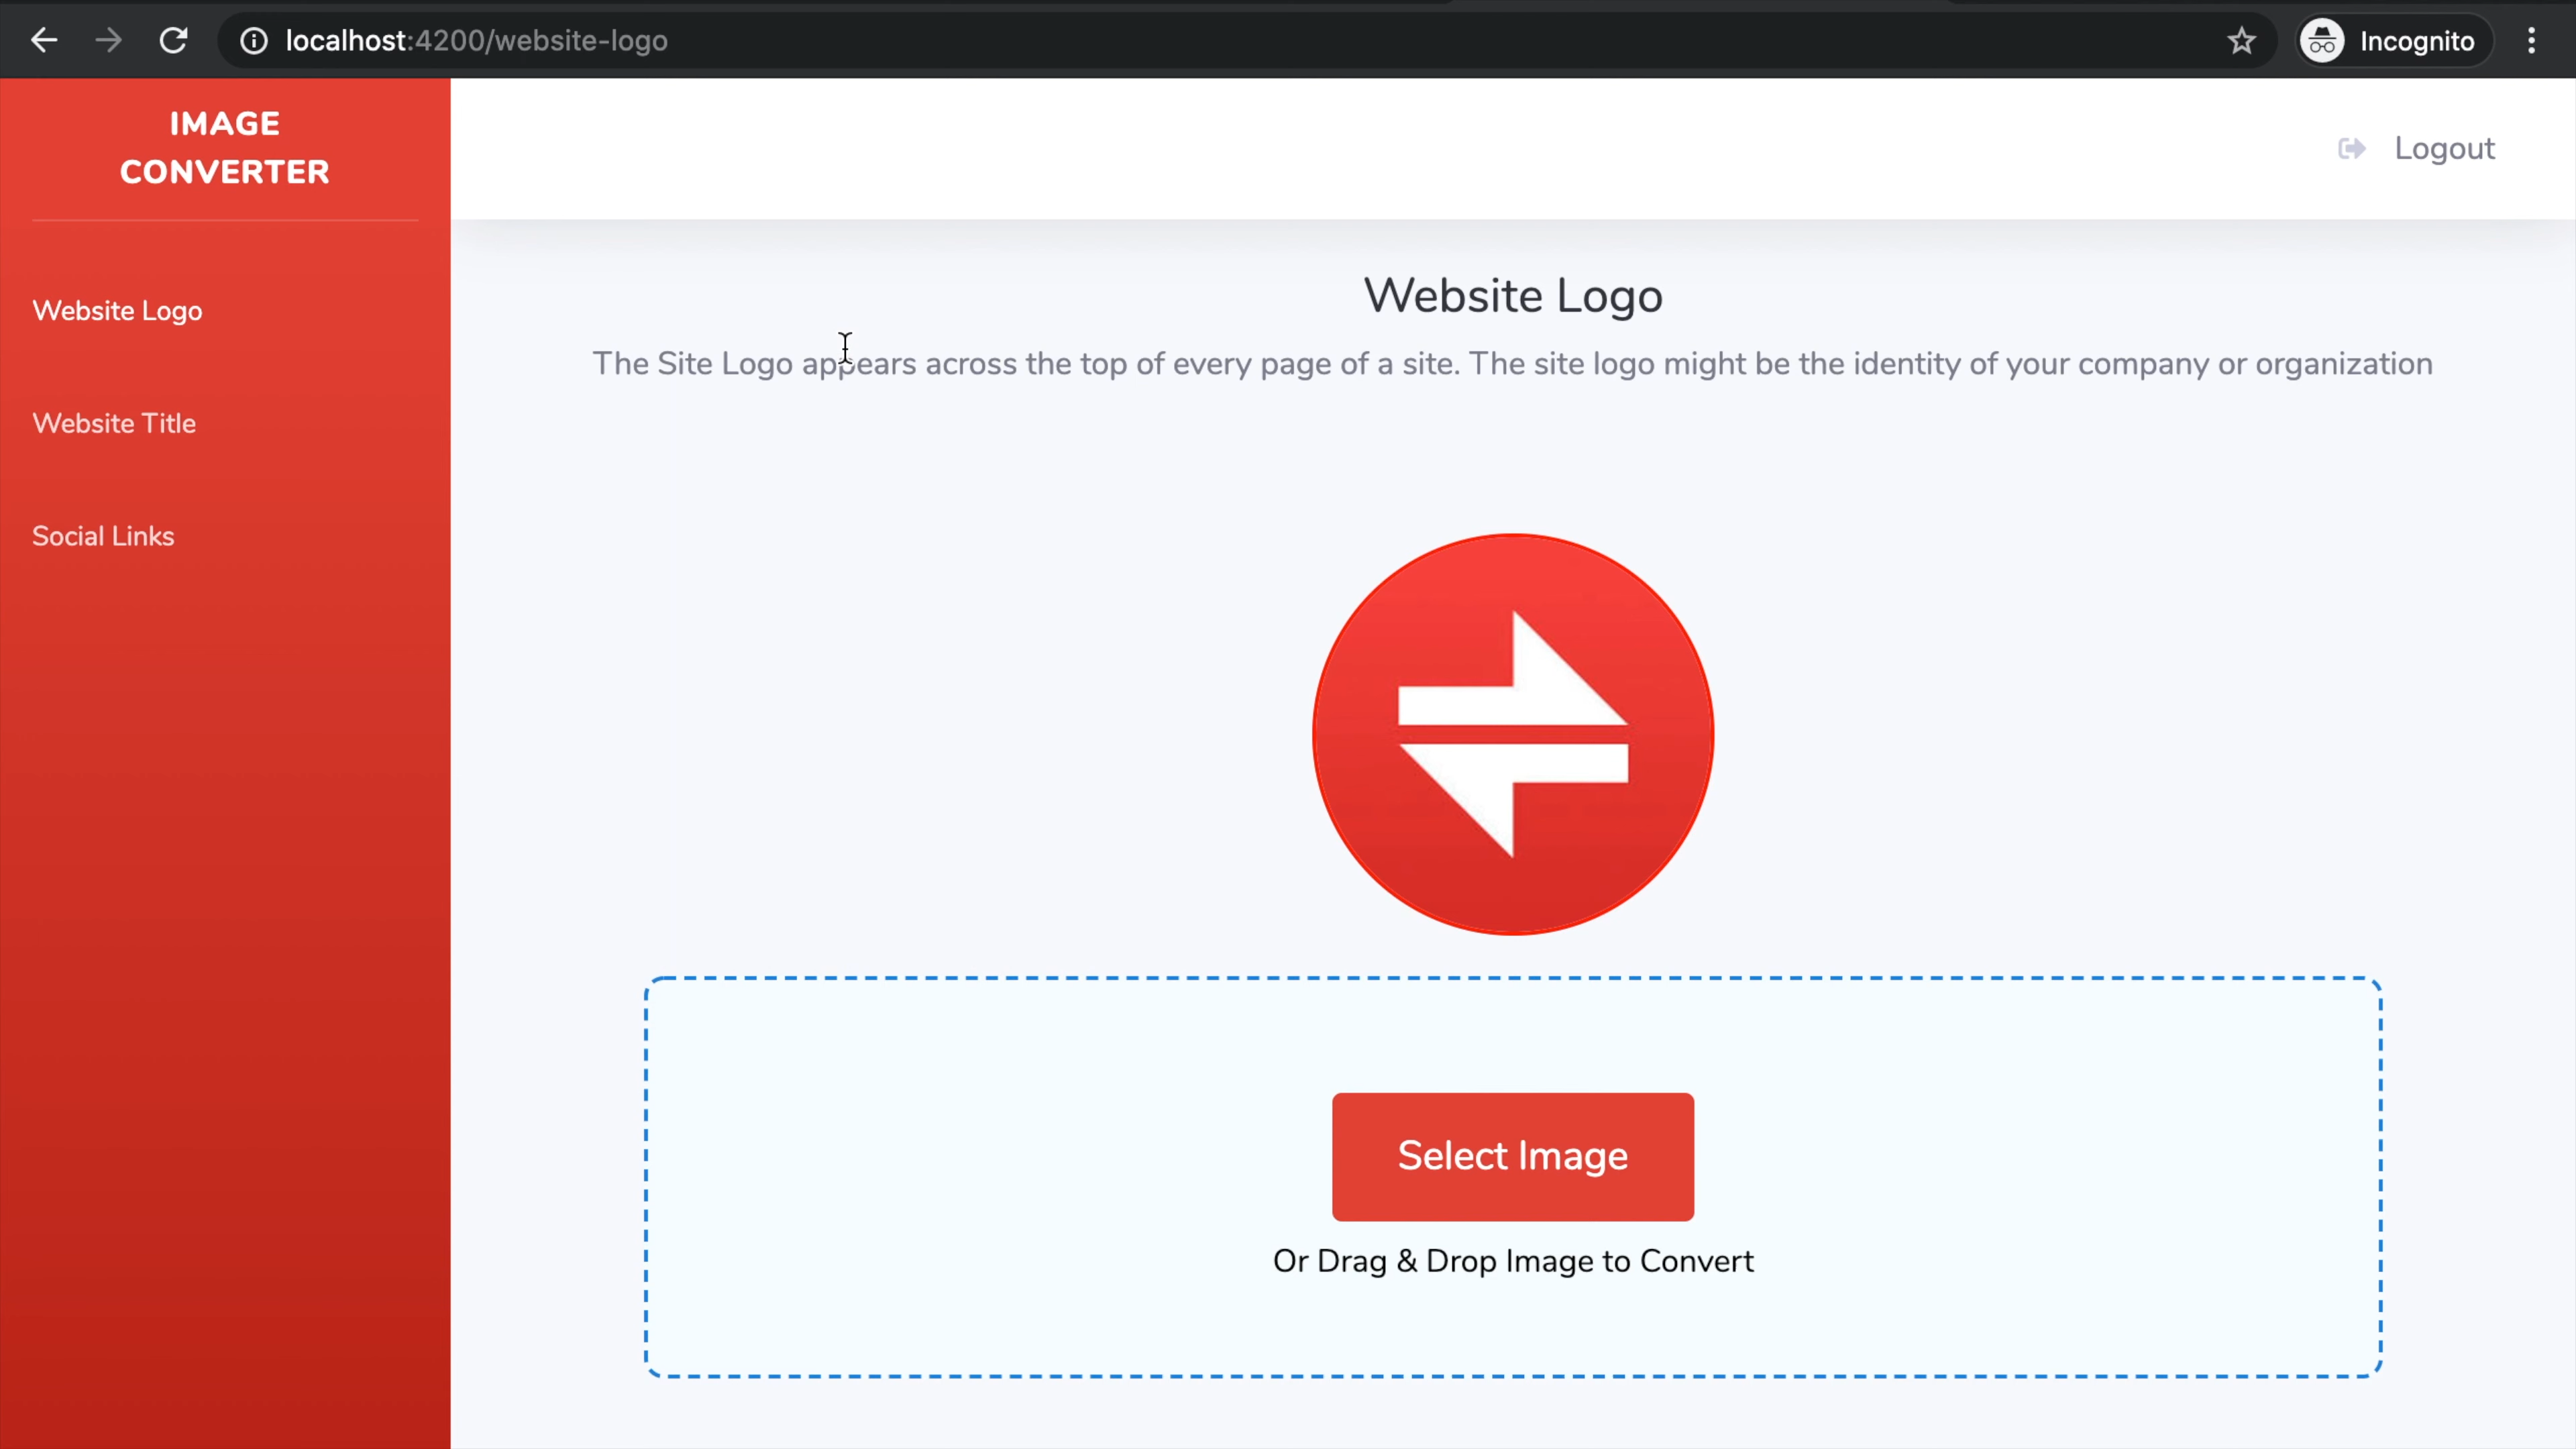 localhost:4200/website-logo
Incognito
IMAGE
CONVERTER
Logout
Website Logo
Website Title
Social Links
Website Logo
The Site Logo appears across the top of every page of a site. The site logo might be the identity of your company or organization
Select Image
Or Drag & Drop Image to Convert